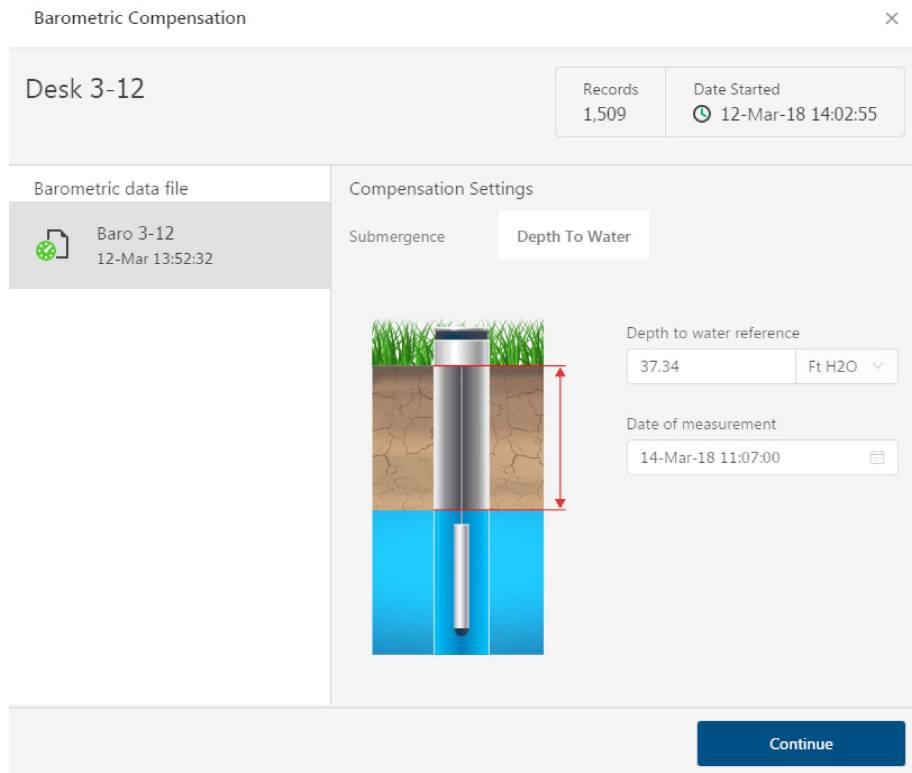 Barometric Compensation
Desk 3-12
Records
1,509
Date Started
12-Mar-18 14:02:55
Barometric data file
Baro 3-12
12-Mar 13:52:32
Compensation Settings
Submergence
Depth To Water
Depth to water reference
37.34
Ft H2O
Date of measurement
14-Mar-18 11:07:00
Continue